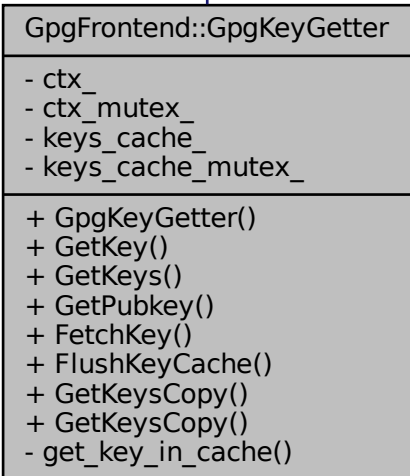 GpgFrontend::GpgKeyGetter
- ctx_
- ctx_mutex_
- keys_cache_
- keys_cache_mutex_
+ GpgKeyGetter()
+ GetKey()
+ GetKeys()
+ GetPubkey()
+ FetchKey()
+ FlushKeyCache()
+ GetKeysCopy()
+ GetKeysCopy()
- get_key_in_cache()